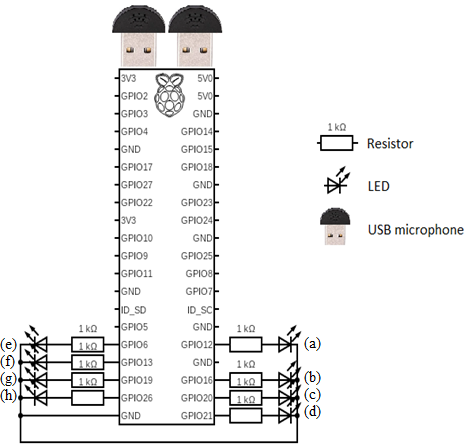 3V3 5V0
GPIO2 5V0
GPIO3 GND
GPIO4 GPIO14
GND GPIO15
GPIO17 GPIO18
GPIO27 GND
GPIO22 GPIO23
3V3 GPIO24
GPIO10 GND
GPIO9 GPIO25
GPIO11 GPIO8
GND GPIO7
ID_SD ID_SC
GPIO5 GND
1 kΩ 1 kΩ
(e) GPIO6 GPIO12 (a)
1 kΩ
(f) GPIO13 GND
1 kΩ 1 kΩ
(g) GPIO19 GPIO16 (b)
1 kΩ 1 kΩ
(h) GPIO26 GPIO20 (c)
1 kΩ
GND GPIO21 (d)
1 kΩ
Resistor
LED
USB microphone